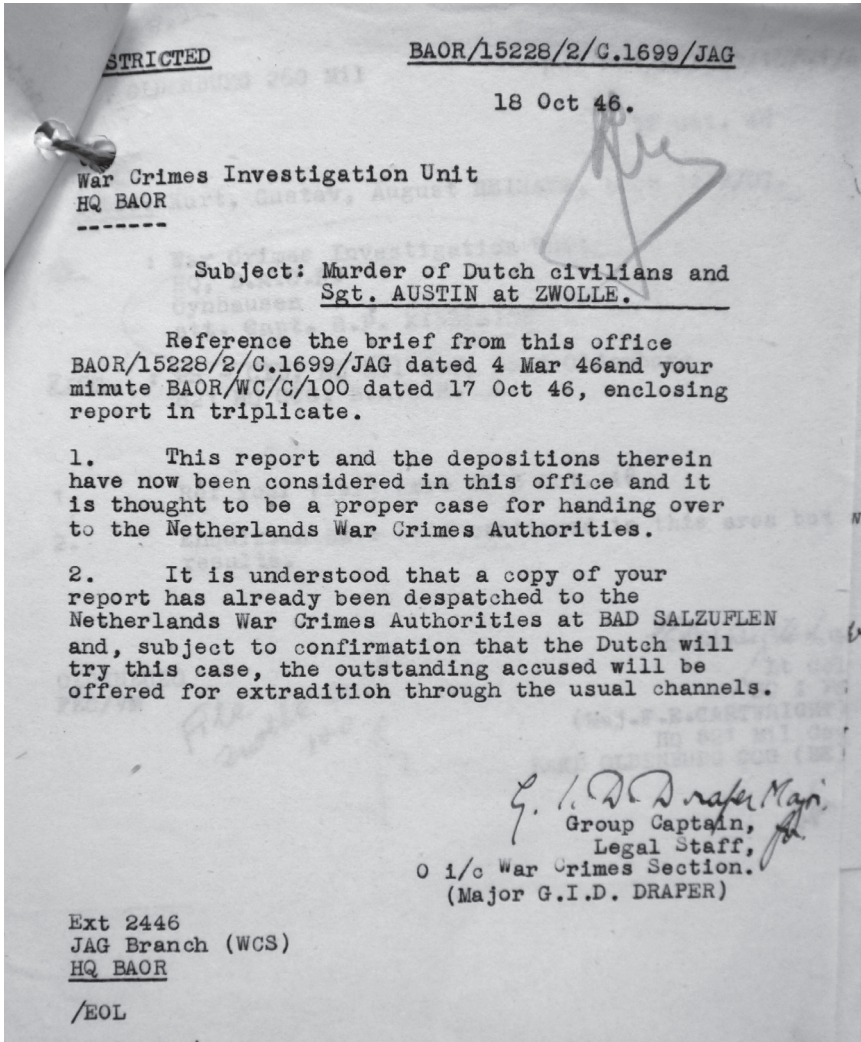 STRICTED
BAOR/15228/2/C.1699/JAG
18 Oct 46.
War Crimes Investigation Unit
HQ BAOR
-------
Subject: Murder of Dutch civilians and
Sgt. AUSTIN at ZWOLLE.
Reference the brief from this office
BAOR/15228/2/C.1699/JAG dated 4 Mar 46and your
minute BAOR/WC/C/100 dated 17 Oct 46, enclosing
report in triplicate.
1. This report and the depositions therein
have now been considered in this office and it
is thought to be a proper case for handing over
to the Netherlands War Crimes Authorities.
2. It is understood that a copy of your
report has already been despatched to the
Netherlands War Crimes Authorities at BAD SALZUFLEN
and, subject to confirmation that the Dutch will
try this case, the outstanding accused will be
offered for extraditioh through the usual channels.
G. I. D. Draper Maj.
for
Group Captain,
Legal Staff,
O i/c War Crimes Section.
(Major G.I.D. DRAPER)
Ext 2446
JAG Branch (WCS)
HQ BAOR
/EOL